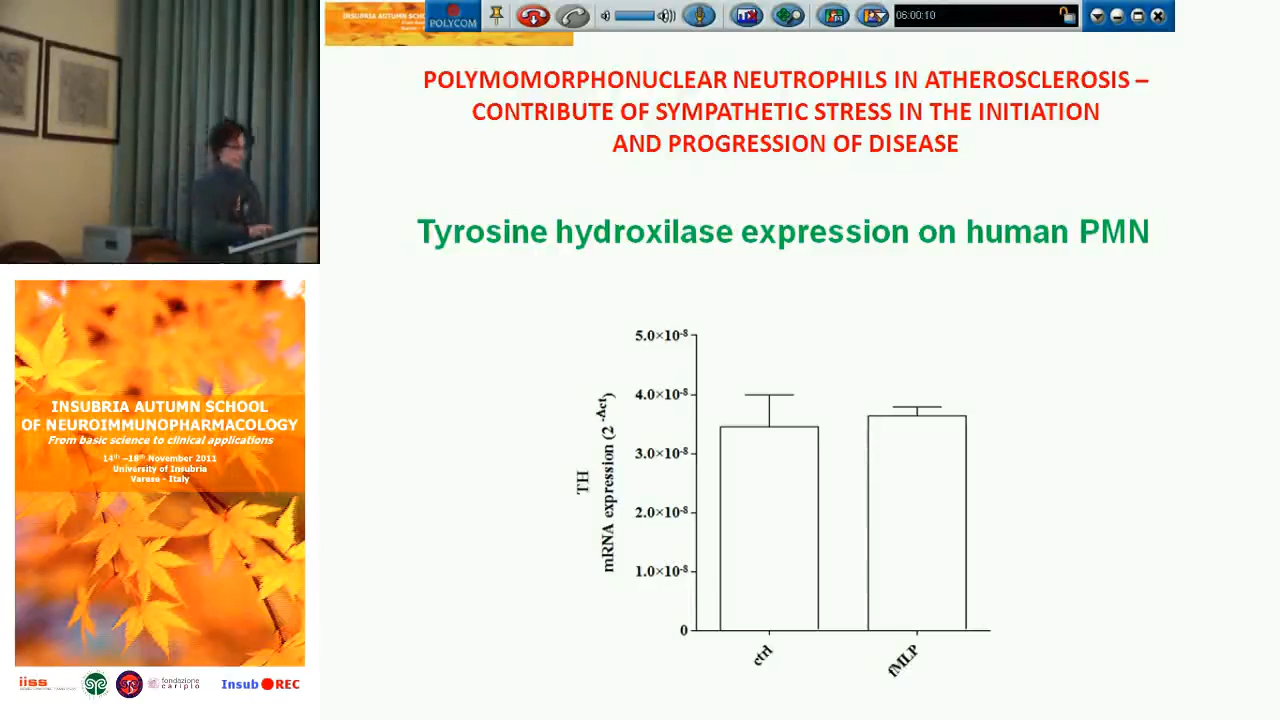 INSUBRIA AUTUMN SCHO
POLYCOM
06:00:10
POLYMOMORPHONUCLEAR NEUTROPHILS IN ATHEROSCLEROSIS –
CONTRIBUTE OF SYMPATHETIC STRESS IN THE INITIATION
AND PROGRESSION OF DISEASE
Tyrosine hydroxilase expression on human PMN
TH
mRNA expression (2 -Δct)
5.0×10-8
4.0×10-8
3.0×10-8
2.0×10-8
1.0×10-8
0
ctrl
fMLP
INSUBRIA AUTUMN SCHOOL
OF NEUROIMMUNOPHARMACOLOGY
From basic science to clinical applications
14th –18th November 2011
University of Insubria
Varese - Italy
iiss
fondazione
cariplo
Insub REC